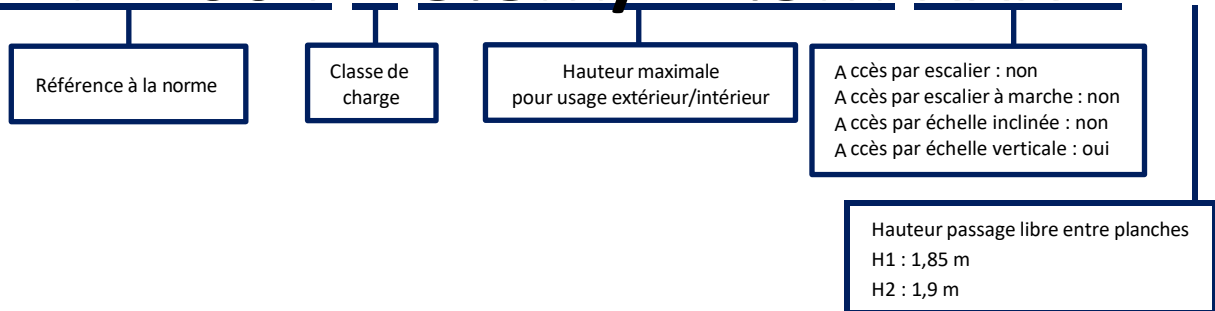 Référence à la norme
Classe de
charge
Hauteur maximale
pour usage extérieur/intérieur
A ccès par escalier : non
A ccès par escalier à marche : non
A ccès par échelle inclinée : non
A ccès par échelle verticale : oui
Hauteur passage libre entre planches
H1 : 1,85 m
H2 : 1,9 m